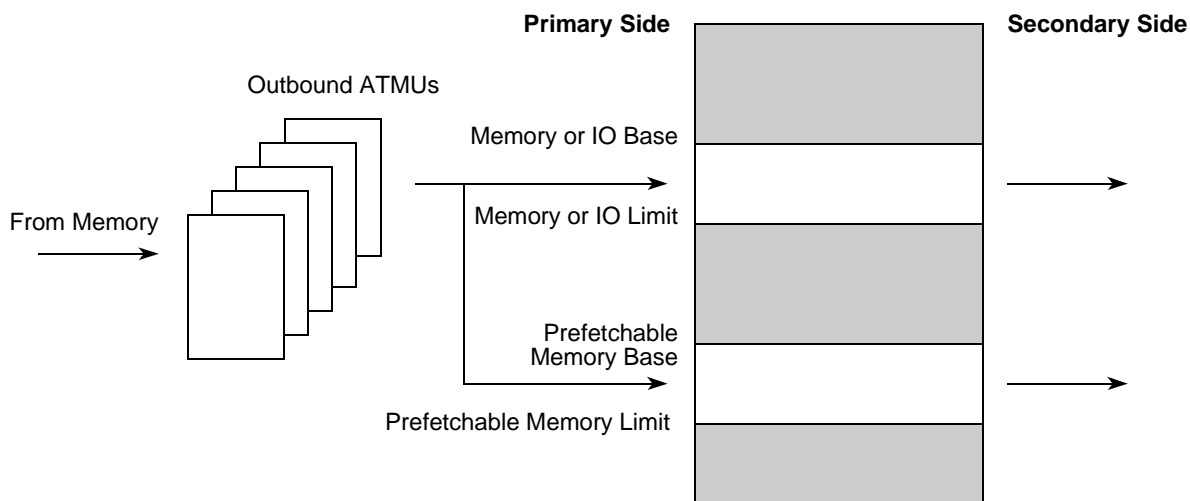 Primary Side
Secondary Side
Outbound ATMUs
Memory or IO Base
From Memory
Memory or IO Limit
Prefetchable
Memory Base
Prefetchable Memory Limit